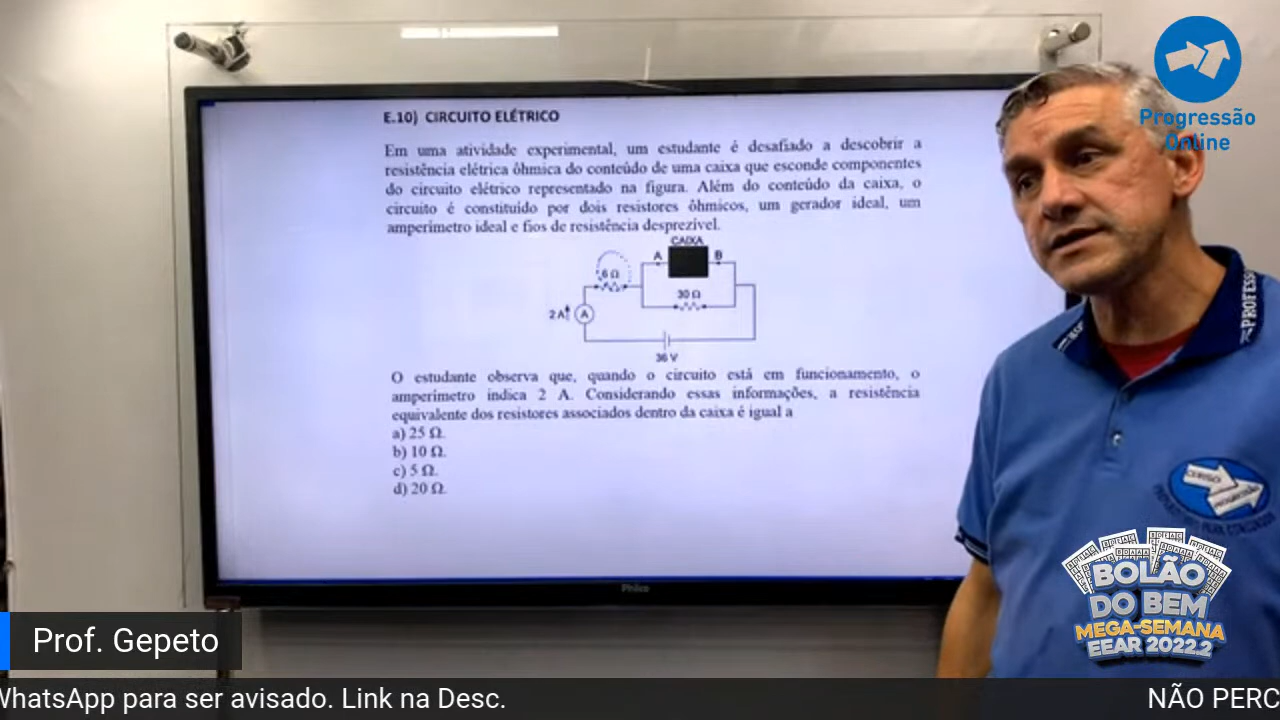 Progressão
Online
E.10) CIRCUITO ELÉTRICO
Em uma atividade experimental, um estudante é desafiado a descobrir a
resistência elétrica ôhmica do conteúdo de uma caixa que esconde componentes
do circuito elétrico representado na figura. Além do conteúdo da caixa, o
circuito é constituído por dois resistores ôhmicos, um gerador ideal, um
amperímetro ideal e fios de resistência desprezível.
CAIXA
A
B
6 Ω
30 Ω
2 A
A
36 V
O estudante observa que, quando o circuito está em funcionamento, o
amperímetro indica 2 A. Considerando essas informações, a resistência
equivalente dos resistores associados dentro da caixa é igual a
a) 25 Ω.
b) 10 Ω.
c) 5 Ω.
d) 20 Ω.
Philco
PROFESS
CURSO
PROGRESSÃO
BOLÃO
DO BEM
MEGA-SEMANA
EEAR 2022.2
Prof. Gepeto
WhatsApp para ser avisado. Link na Desc.
NÃO PERC